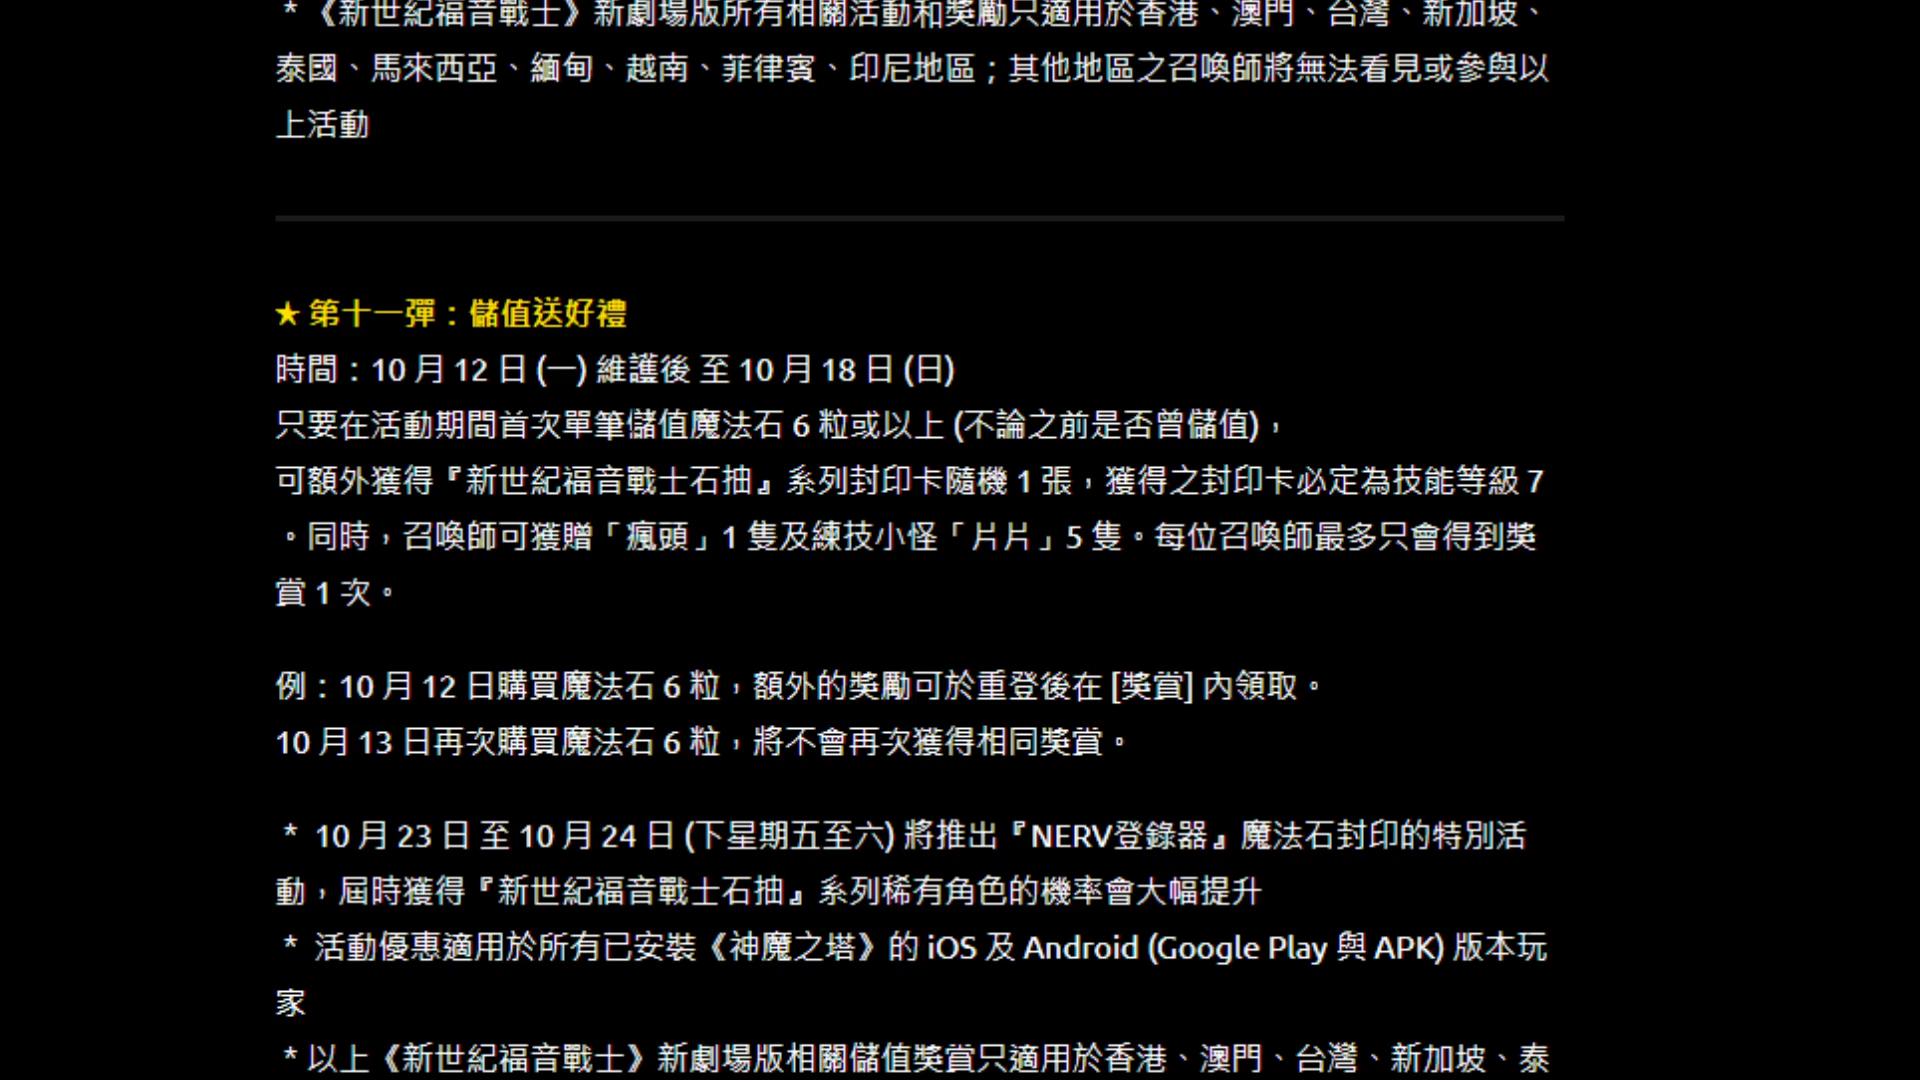 * 《新世紀福音戰士》新劇場版所有相關活動和獎勵只適用於香港、澳門、台灣、新加坡、
泰國、馬來西亞、緬甸、越南、菲律賓、印尼地區；其他地區之召喚師將無法看見或參與以
上活動
★ 第十一彈：儲值送好禮
時間：10 月 12 日 (一) 維護後 至 10 月 18 日 (日)
只要在活動期間首次單筆儲值魔法石 6 粒或以上 (不論之前是否曾儲值)，
可額外獲得『新世紀福音戰士石抽』系列封印卡隨機 1 張，獲得之封印卡必定為技能等級 7
。同時，召喚師可獲贈「瘋頭」1 隻及練技小怪「片片」5 隻。每位召喚師最多只會得到獎
賞 1 次。
例：10 月 12 日購買魔法石 6 粒，額外的獎勵可於重登後在 [獎賞] 內領取。
10 月 13 日再次購買魔法石 6 粒，將不會再次獲得相同獎賞。
* 10 月 23 日 至 10 月 24 日 (下星期五至六) 將推出『NERV登錄器』魔法石封印的特別活
動，屆時獲得『新世紀福音戰士石抽』系列稀有角色的機率會大幅提升
* 活動優惠適用於所有已安裝《神魔之塔》的 iOS 及 Android (Google Play 與 APK) 版本玩
家
* 以上《新世紀福音戰士》新劇場版相關儲值獎賞只適用於香港、澳門、台灣、新加坡、泰